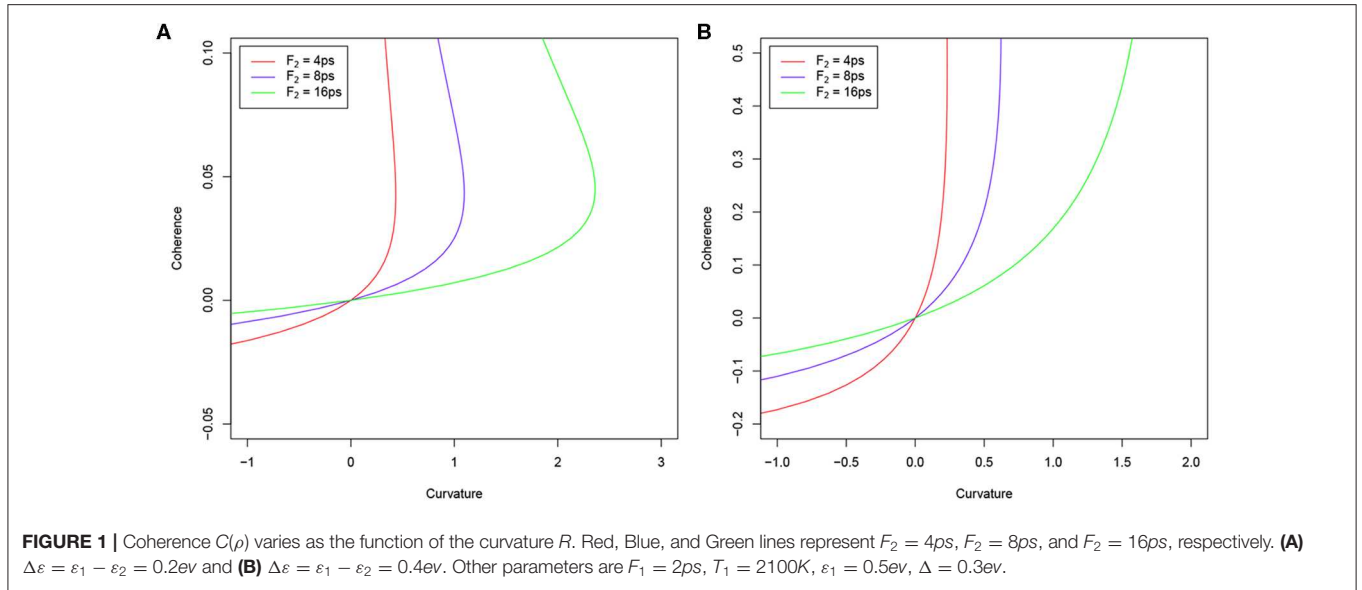 A
F₂ = 4ps
F₂ = 8ps
F₂ = 16ps
0.10
0.05
0.00
−0.05
Coherence
−1 0 1 2 3
Curvature
B
F₂ = 4ps
F₂ = 8ps
F₂ = 16ps
0.5
0.4
0.3
0.2
0.1
0.0
−0.1
−0.2
Coherence
−1.0 −0.5 0.0 0.5 1.0 1.5 2.0
Curvature
FIGURE 1 | Coherence C(ρ) varies as the function of the curvature R. Red, Blue, and Green lines represent F₂ = 4ps, F₂ = 8ps, and F₂ = 16ps, respectively. (A)
Δε = ε₁ − ε₂ = 0.2ev and (B) Δε = ε₁ − ε₂ = 0.4ev. Other parameters are F₁ = 2ps, T₁ = 2100K, ε₁ = 0.5ev, Δ = 0.3ev.